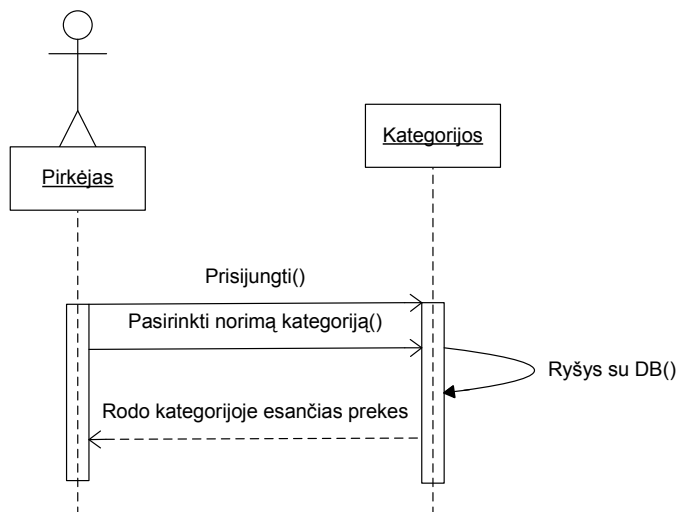 Kategorijos
Pirkėjas
Prisijungti()
Pasirinkti norimą kategoriją()
Ryšys su DB()
Rodo kategorijoje esančias prekes